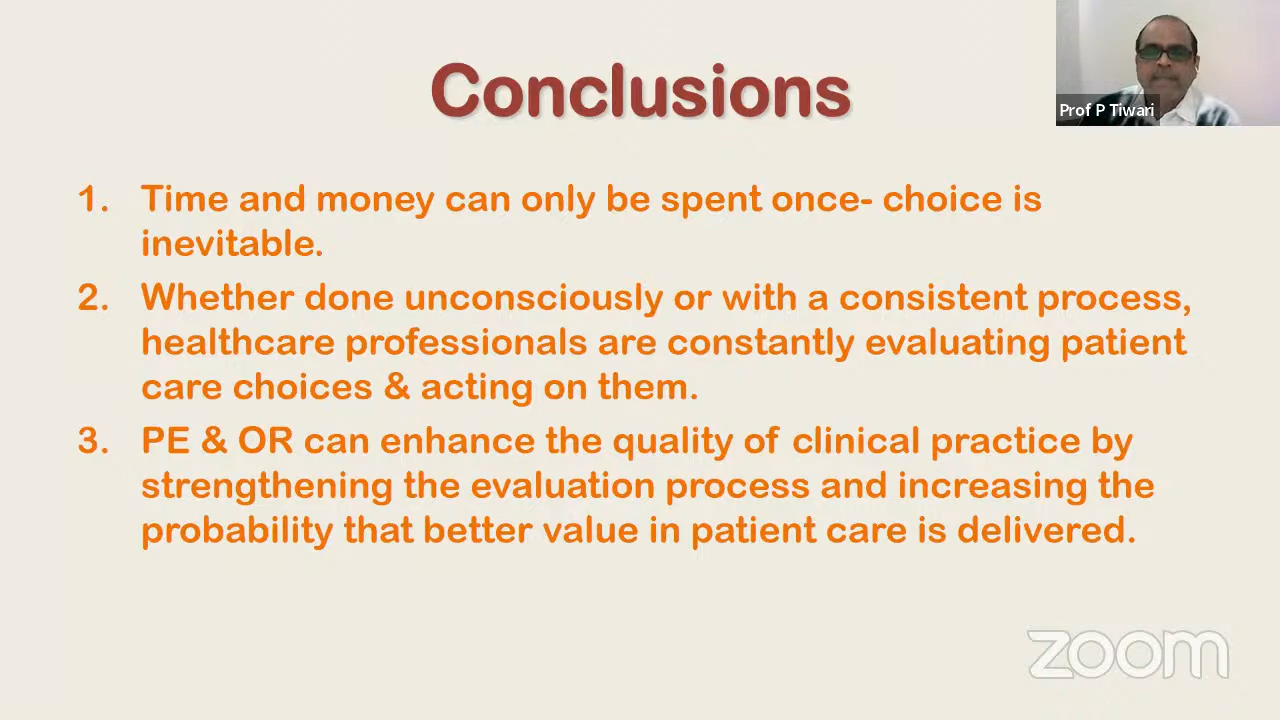 Conclusions
Prof P Tiwari
1. Time and money can only be spent once- choice is
inevitable.
2. Whether done unconsciously or with a consistent process,
healthcare professionals are constantly evaluating patient
care choices & acting on them.
3. PE & OR can enhance the quality of clinical practice by
strengthening the evaluation process and increasing the
probability that better value in patient care is delivered.
zoom